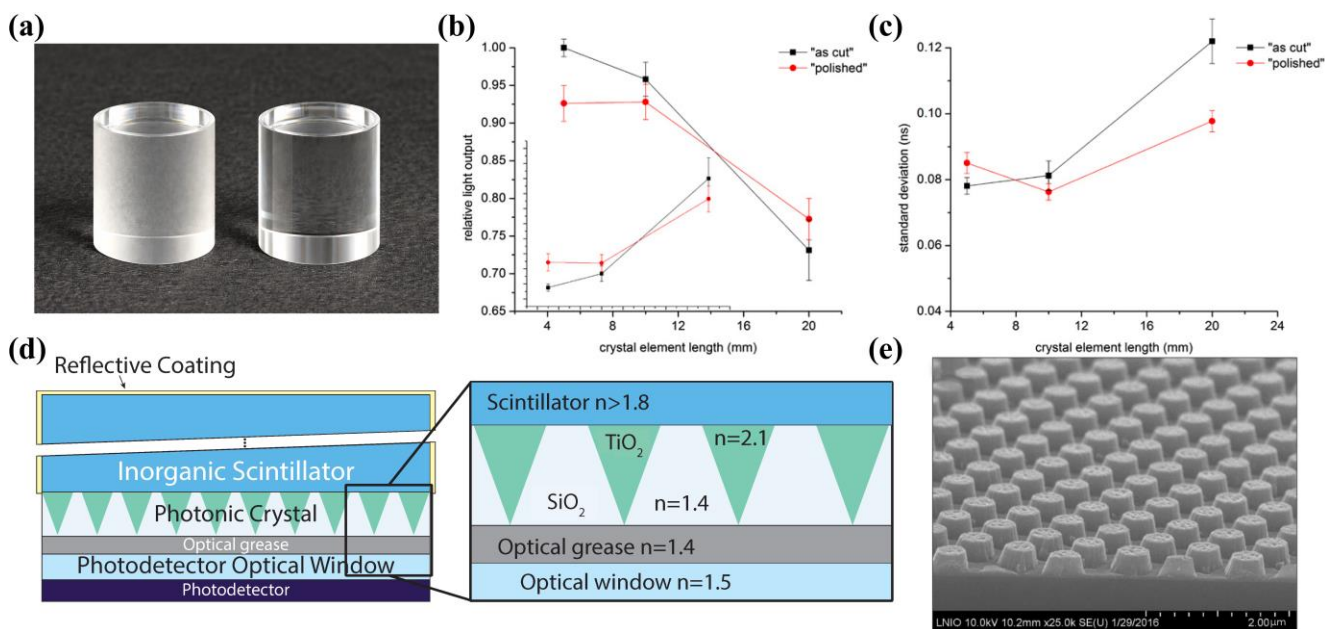 (a)
(b)
1.00
0.95
0.90
0.85
0.80
0.75
0.70
0.65
relative light output
4
8
12
16
20
crystal element length (mm)
"as cut"
"polished"
(c)
0.12
0.10
0.08
0.06
0.04
standard deviation (ns)
4
8
12
16
20
24
crystal element length (mm)
"as cut"
"polished"
(d)
Reflective Coating
Inorganic Scintillator
Photonic Crystal
Optical grease
Photodetector Optical Window
Photodetector
Scintillator n>1.8
TiO₂
n=2.1
SiO₂
n=1.4
Optical grease n=1.4
Optical window n=1.5
(e)
LNIO 10.0kV 10.2mm x25.0k SE(U) 1/29/2016
2.00µm